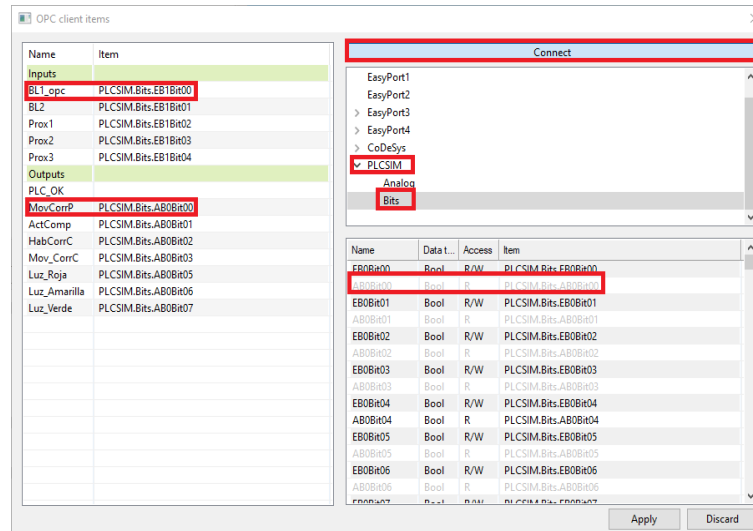 OPC client items
Name Item
Inputs
BL1_opc PLCSIM.Bits.EB1Bit00
BL2 PLCSIM.Bits.EB1Bit01
Prox1 PLCSIM.Bits.EB1Bit02
Prox2 PLCSIM.Bits.EB1Bit03
Prox3 PLCSIM.Bits.EB1Bit04
Outputs
PLC_OK
MovCorrP PLCSIM.Bits.AB0Bit00
ActComp PLCSIM.Bits.AB0Bit01
HabCorrC PLCSIM.Bits.AB0Bit02
Mov_CorrC PLCSIM.Bits.AB0Bit03
Luz_Roja PLCSIM.Bits.AB0Bit05
Luz_Amarilla PLCSIM.Bits.AB0Bit06
Luz_Verde PLCSIM.Bits.AB0Bit07
Connect
EasyPort1
EasyPort2
EasyPort3
EasyPort4
CoDeSys
PLCSIM
Analog
Bits
Name Data t... Access Item
EB0Bit00 Bool R/W PLCSIM.Bits.EB0Bit00
AB0Bit00 Bool R PLCSIM.Bits.AB0Bit00
EB0Bit01 Bool R/W PLCSIM.Bits.EB0Bit01
AB0Bit01 Bool R PLCSIM.Bits.AB0Bit01
EB0Bit02 Bool R/W PLCSIM.Bits.EB0Bit02
AB0Bit02 Bool R PLCSIM.Bits.AB0Bit02
EB0Bit03 Bool R/W PLCSIM.Bits.EB0Bit03
AB0Bit03 Bool R PLCSIM.Bits.AB0Bit03
EB0Bit04 Bool R/W PLCSIM.Bits.EB0Bit04
AB0Bit04 Bool R PLCSIM.Bits.AB0Bit04
EB0Bit05 Bool R/W PLCSIM.Bits.EB0Bit05
AB0Bit05 Bool R PLCSIM.Bits.AB0Bit05
EB0Bit06 Bool R/W PLCSIM.Bits.EB0Bit06
AB0Bit06 Bool R PLCSIM.Bits.AB0Bit06
EB0Bit07 Bool R/W PLCSIM.Bits.EB0Bit07
Apply Discard